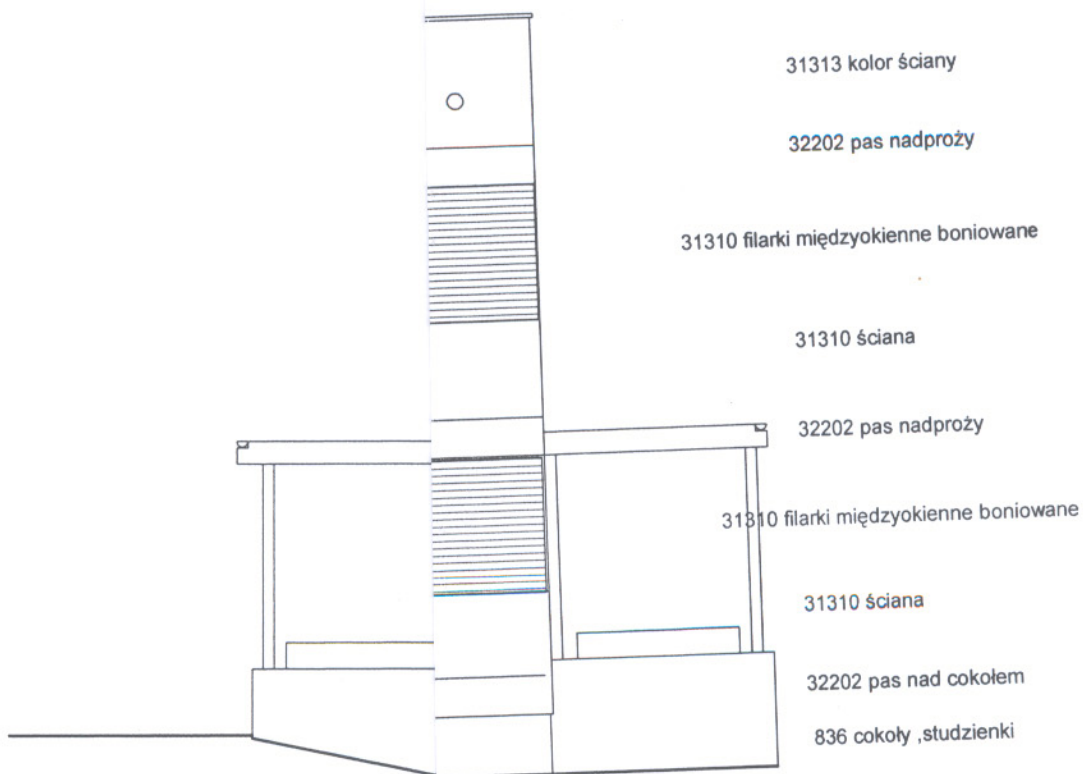 31313 kolor ściany
32202 pas nadproży
31310 filarki międzyokienne boniowane
31310 ściana
32202 pas nadproży
31310 filarki międzyokienne boniowane
31310 ściana
32202 pas nad cokołem
836 cokoły ,studzienki